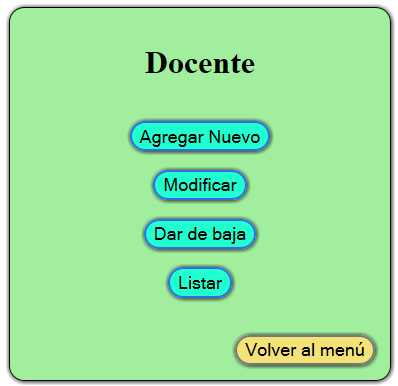 Docente
Agregar Nuevo
Modificar
Dar de baja
Listar
Volver al menú